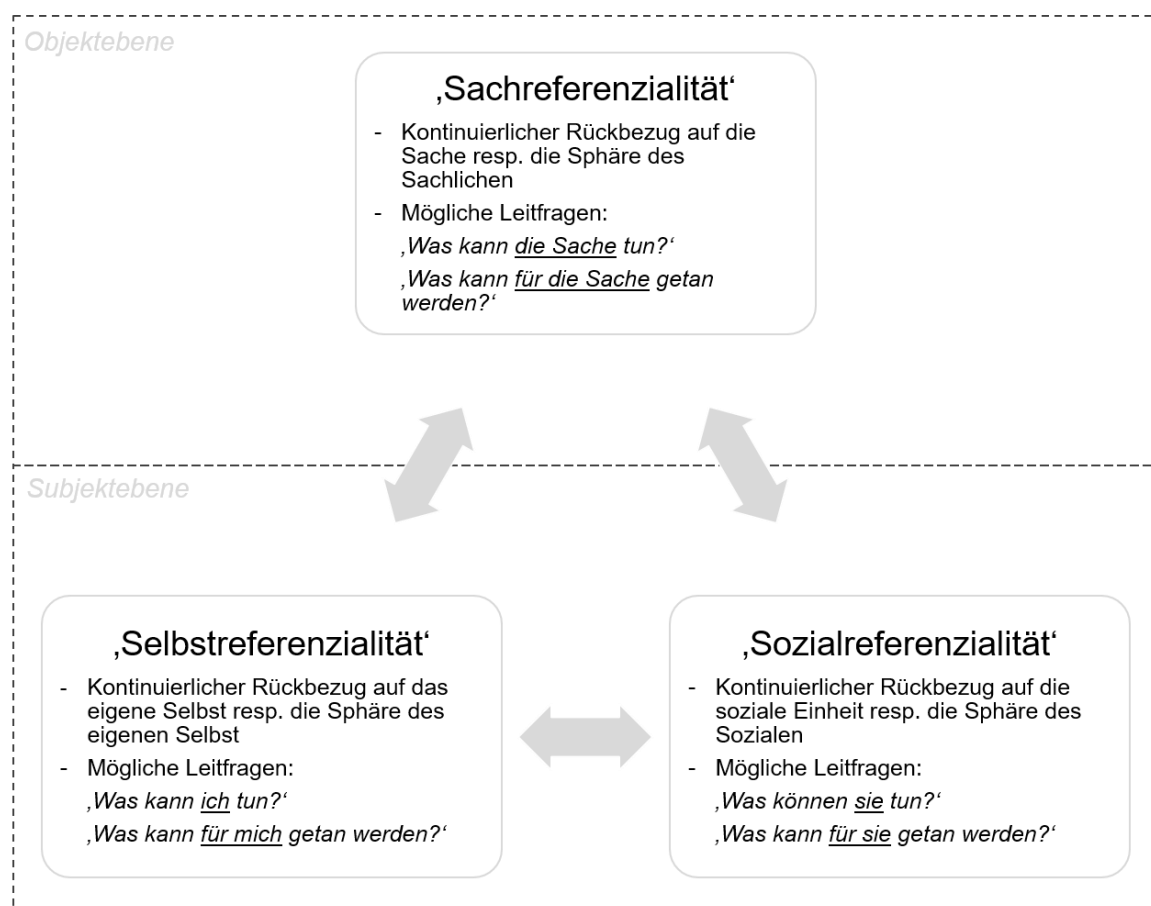 Objektebene
‚Sachreferenzialität‘
- Kontinuierlicher Rückbezug auf die
Sache resp. die Sphäre des
Sachlichen
- Mögliche Leitfragen:
‚Was kann die Sache tun?‘
‚Was kann für die Sache getan
werden?‘
Subjektebene
‚Selbstreferenzialität‘
- Kontinuierlicher Rückbezug auf das
eigene Selbst resp. die Sphäre des
eigenen Selbst
- Mögliche Leitfragen:
‚Was kann ich tun?‘
‚Was kann für mich getan werden?‘
‚Sozialreferenzialität‘
- Kontinuierlicher Rückbezug auf die
soziale Einheit resp. die Sphäre des
Sozialen
- Mögliche Leitfragen:
‚Was können sie tun?‘
‚Was kann für sie getan werden?‘